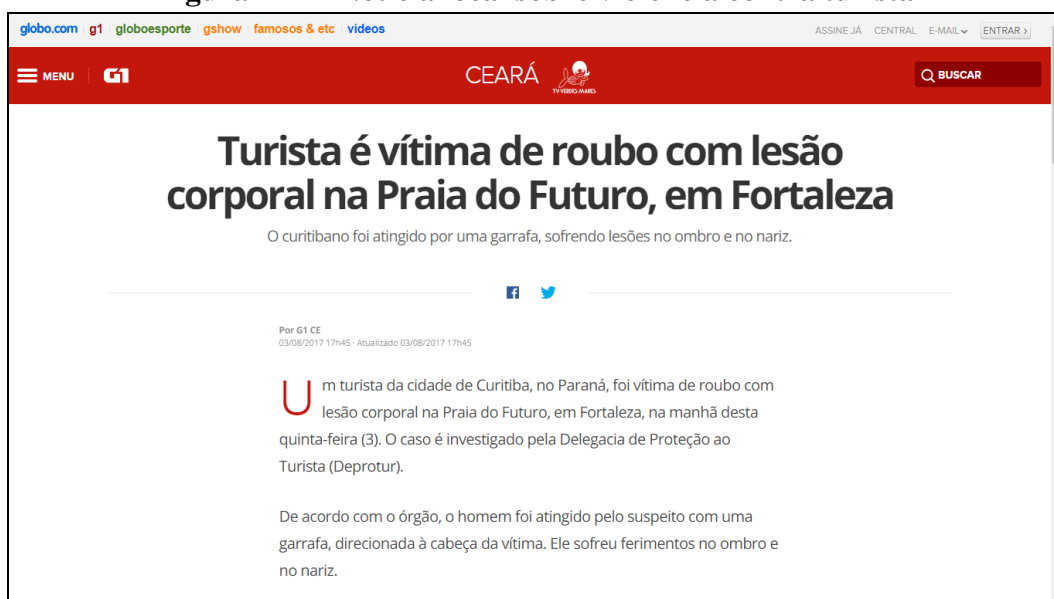 globo.com g1 globoesporte gshow famosos & etc vídeos ASSINE JÁ CENTRAL E-MAIL ENTRAR >
MENU G1 CEARÁ TV VERDES MARES BUSCAR
Turista é vítima de roubo com lesão
corporal na Praia do Futuro, em Fortaleza
O curitibano foi atingido por uma garrafa, sofrendo lesões no ombro e no nariz.
Por G1 CE
03/08/2017 17h45 · Atualizado 03/08/2017 17h45
Um turista da cidade de Curitiba, no Paraná, foi vítima de roubo com
lesão corporal na Praia do Futuro, em Fortaleza, na manhã desta
quinta-feira (3). O caso é investigado pela Delegacia de Proteção ao
Turista (Deprotur).
De acordo com o órgão, o homem foi atingido pelo suspeito com uma
garrafa, direcionada à cabeça da vítima. Ele sofreu ferimentos no ombro e
no nariz.